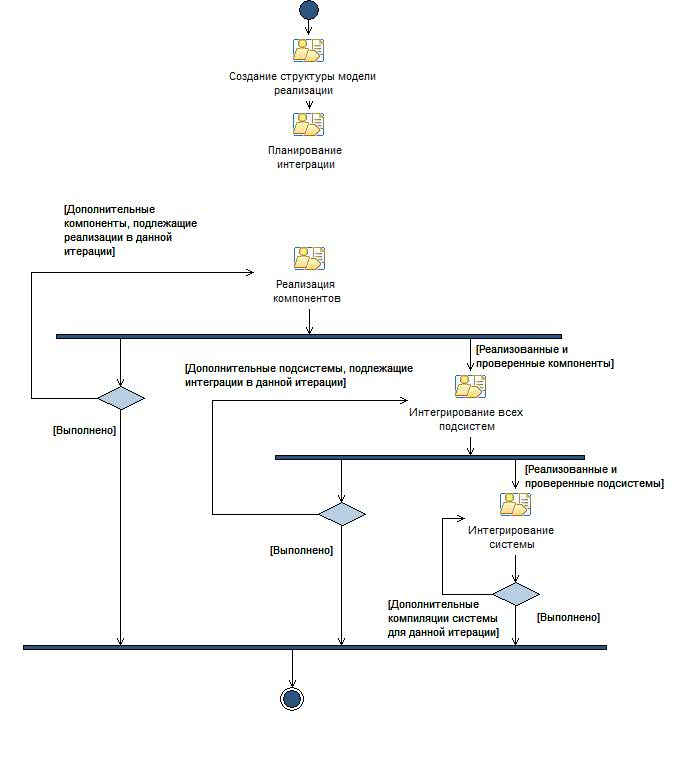 Создание структуры модели
реализации
Планирование
интеграции
[Дополнительные
компоненты, подлежащие
реализации в данной
итерации]
Реализация
компонентов
[Реализованные и
проверенные компоненты]
[Дополнительные подсистемы, подлежащие
интеграции в данной итерации]
Интегрирование всех
подсистем
[Выполнено]
[Реализованные и
проверенные подсистемы]
Интегрирование
системы
[Выполнено]
[Дополнительные
компиляции системы
для данной итерации]
[Выполнено]